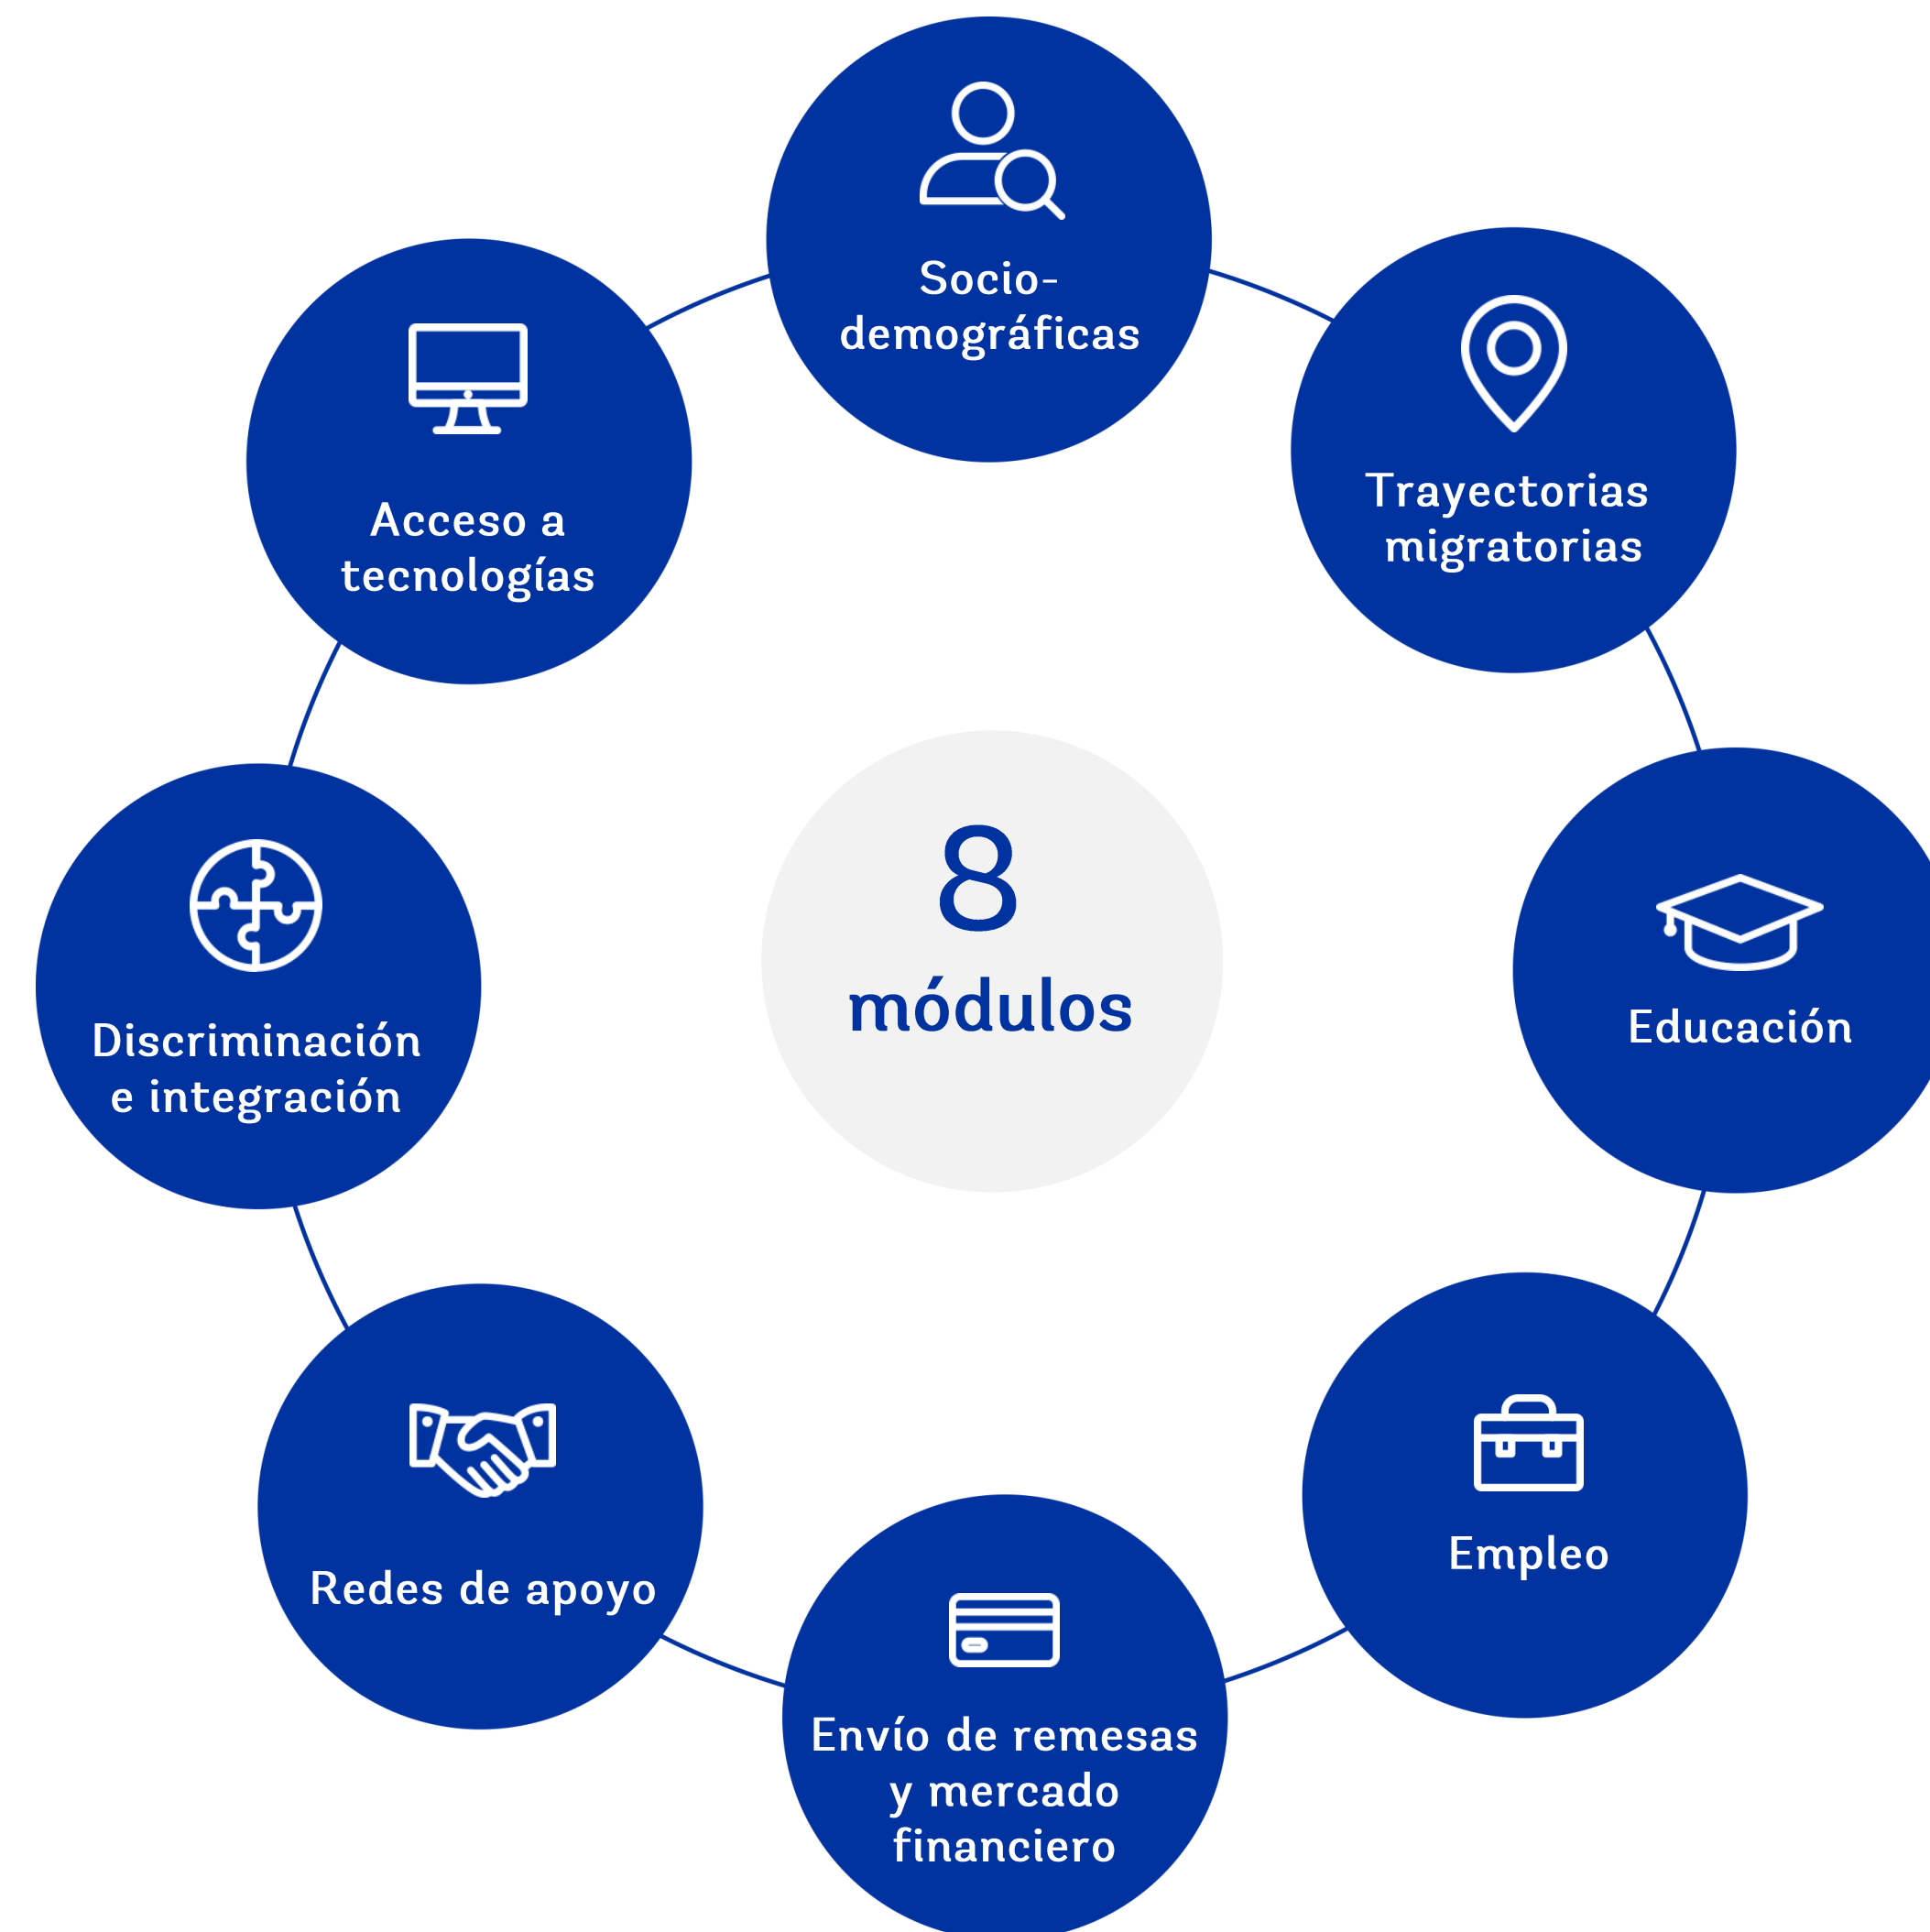 Socio-
demográficas
Trayectorias
migratorias
Educación
Empleo
Envío de remesas
y mercado
financiero
Redes de apoyo
Discriminación
e integración
Acceso a
tecnologías
8
módulos